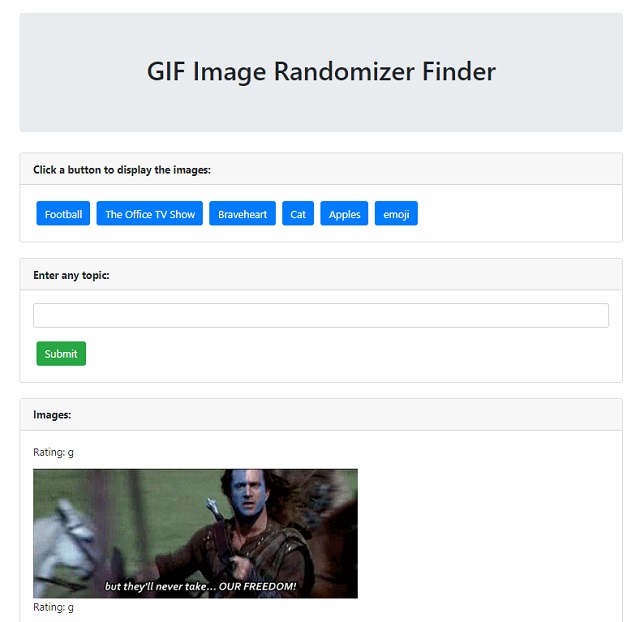 GIF Image Randomizer Finder
Click a button to display the images:
Football The Office TV Show Braveheart Cat Apples emoji
Enter any topic:
Submit
Images:
Rating: g
but they'll never take... OUR FREEDOM!
Rating: g